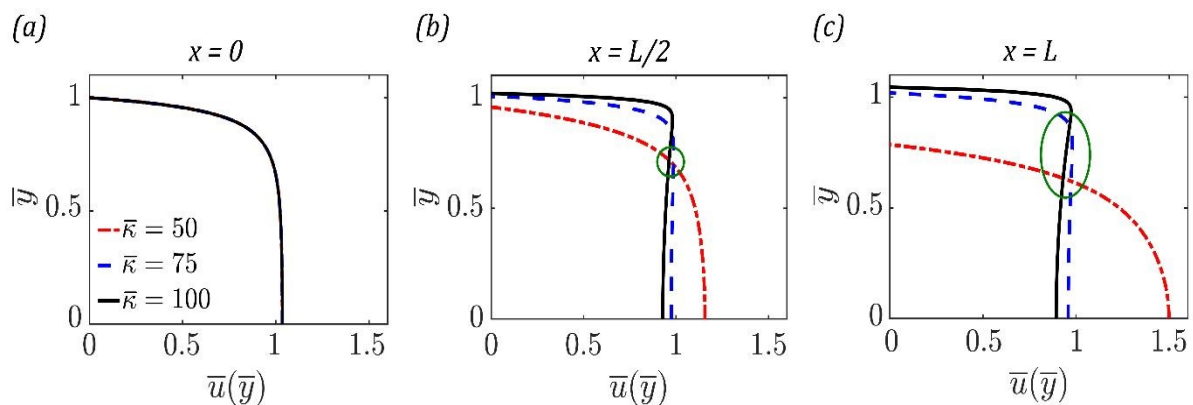 (a)
x = 0
1
0.5
0
y̅
κ̅ = 50
κ̅ = 75
κ̅ = 100
0 0.5 1 1.5
u̅(y̅)
(b)
x = L/2
1
0.5
0
y̅
0 0.5 1 1.5
u̅(y̅)
(c)
x = L
1
0.5
0
y̅
0 0.5 1 1.5
u̅(y̅)